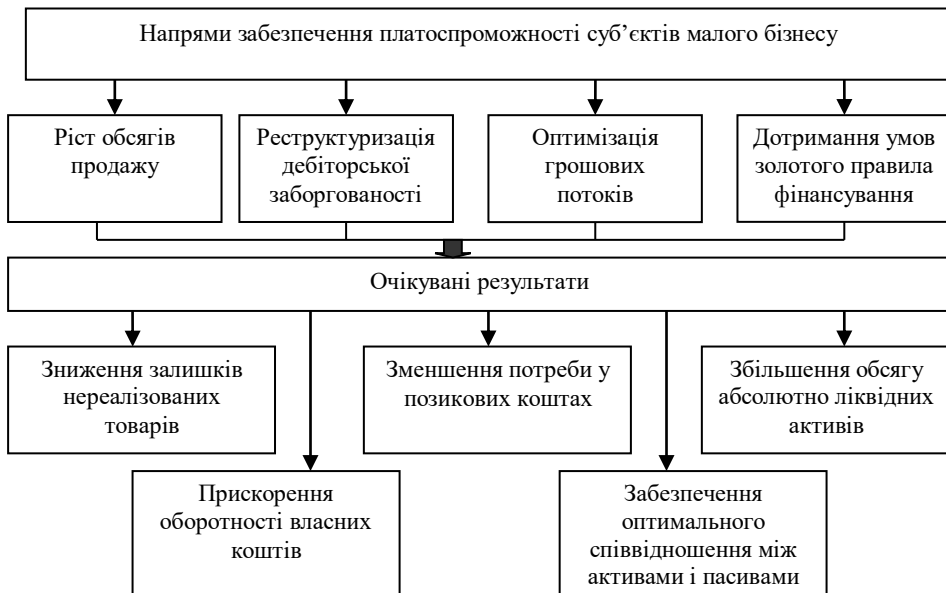 Напрями забезпечення платоспроможності суб’єктів малого бізнесу
Ріст обсягів
продажу
Реструктуризація
дебіторської
заборгованості
Оптимізація
грошових
потоків
Дотримання умов
золотого правила
фінансування
Очікувані результати
Зниження залишків
нереалізованих
товарів
Зменшення потреби у
позикових коштах
Збільшення обсягу
абсолютно ліквідних
активів
Прискорення
оборотності власних
коштів
Забезпечення
оптимального
співвідношення між
активами і пасивами